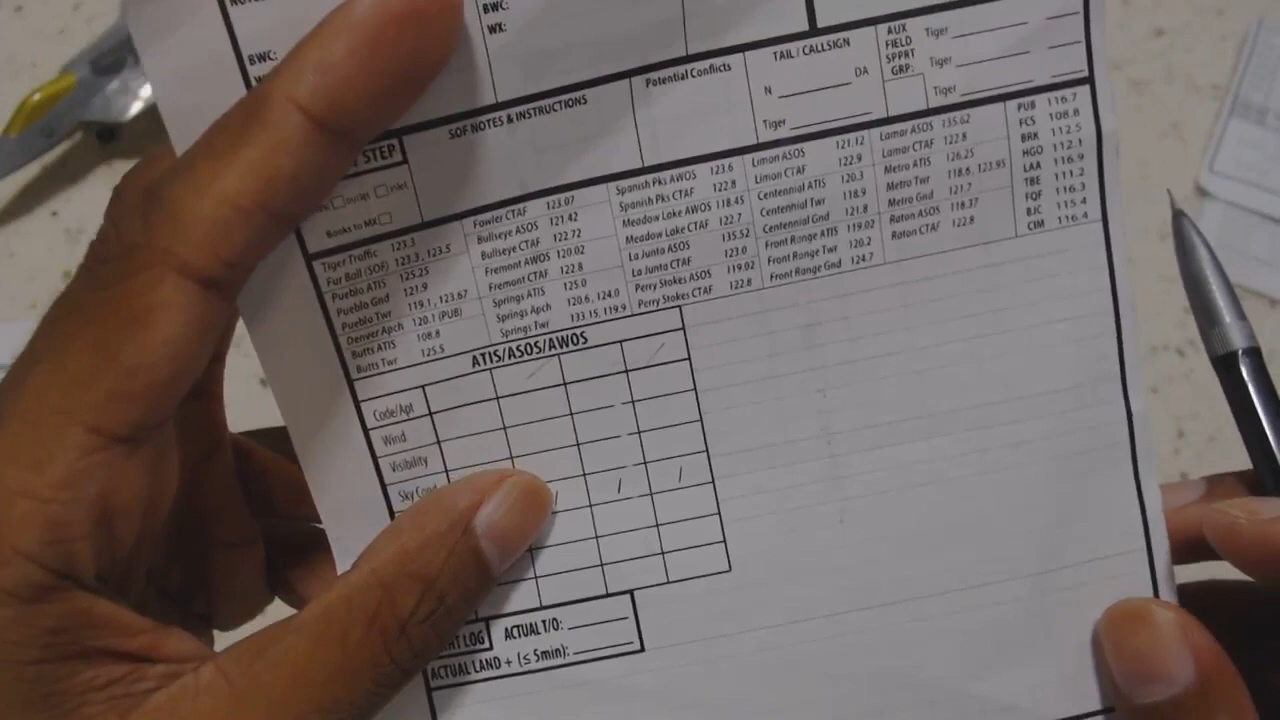 BWC:
WX:
BWC:
STEP
outlet
inlet
Books to MX
SOF NOTES & INSTRUCTIONS
Potential Conflicts
TAIL / CALLSIGN
N DA
Tiger
AUX
FIELD
SPPRT
GRP:
Tiger
Tiger
Tiger
Tiger Traffic 123.3
Fur Ball (SOF) 123.3, 123.5
Pueblo ATIS 125.25
Pueblo Gnd 121.9
Pueblo Twr 119.1, 123.67
Denver Apch 120.1 (PUB)
Butts ATIS 108.8
Butts Twr 125.5
Fowler CTAF 123.07
Bullseye ASOS 121.42
Bullseye CTAF 122.72
Fremont AWOS 120.02
Fremont CTAF 122.8
Springs ATIS 125.0
Springs Apch 120.6, 124.0
Springs Twr 133.15, 119.9
Spanish Pks AWOS 123.6
Spanish Pks CTAF 122.8
Meadow Lake AWOS 118.45
Meadow Lake CTAF 122.7
La Junta ASOS 135.52
La Junta CTAF 123.0
Perry Stokes ASOS 119.02
Perry Stokes CTAF 122.8
Limon ASOS 121.12
Limon CTAF 122.9
Centennial ATIS 120.3
Centennial Twr 118.9
Centennial Gnd 121.8
Front Range ATIS 119.02
Front Range Twr 120.2
Front Range Gnd 124.7
Lamar ASOS 135.62
Lamar CTAF 122.8
Metro ATIS 126.25
Metro Twr 118.6, 123.95
Metro Gnd 121.7
Raton ASOS 118.37
Raton CTAF 122.8
PUB 116.7
FCS 108.8
BRK 112.5
HGO 112.1
LAA 116.9
TBE 111.2
FQF 116.3
BJC 115.4
CIM 116.4
ATIS/ASOS/AWOS
Code/Apt
Wind
Visibility
Sky Cond
LOG
ACTUAL T/O:
ACTUAL LAND + (≤ 5min):